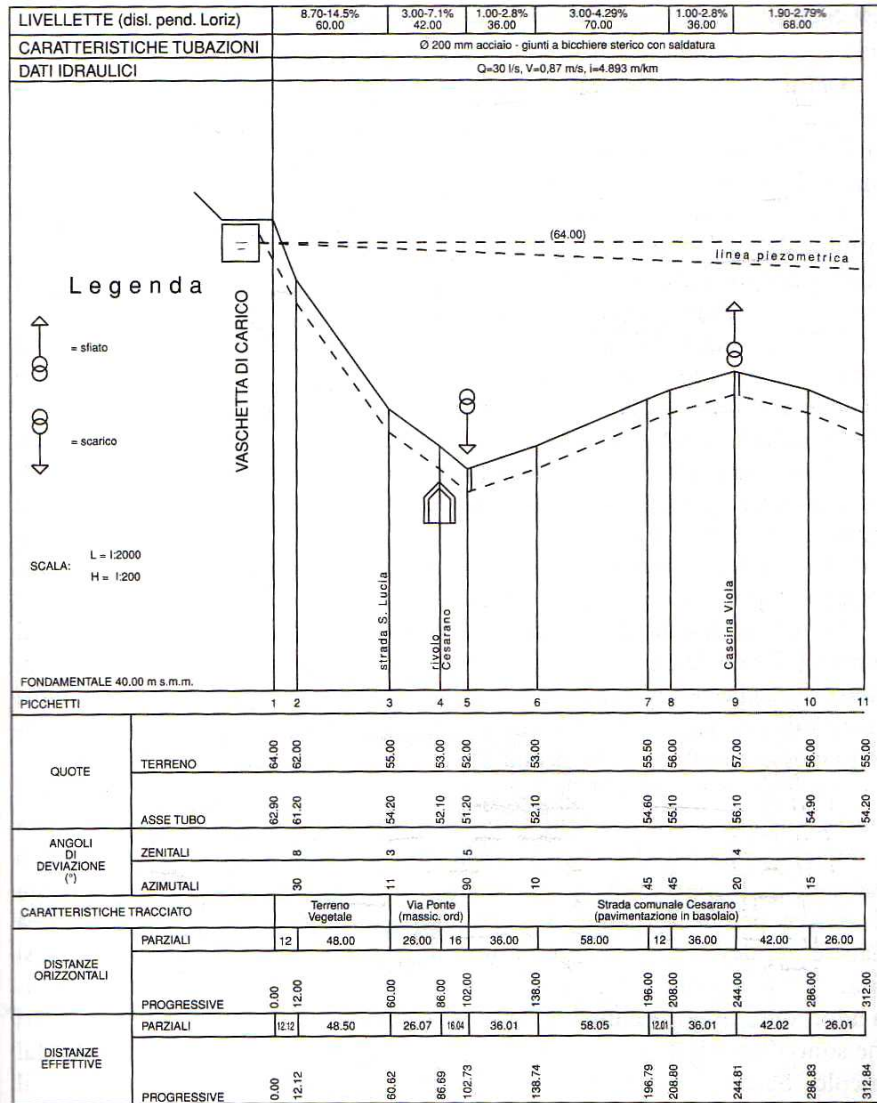 LIVELLETTE (disl. pend. Loriz)
8.70-14.5% 3.00-7.1% 1.00-2.8% 3.00-4.29% 1.00-2.8% 1.90-2.79%
60.00 42.00 36.00 70.00 36.00 68.00
CARATTERISTICHE TUBAZIONI
Ø 200 mm acciaio - giunti a bicchiere sterico con saldatura
DATI IDRAULICI
Q=30 l/s, V=0,87 m/s, i=4.893 m/km
(64.00)
linea piezometrica
Legenda
= sfiato
= scarico
VASCHETTA DI CARICO
SCALA: L = I:2000
H = I:200
strada S. Lucia
rivolo
Cesarano
Cascina Viola
FONDAMENTALE 40.00 m s.m.m.
PICCHETTI 1 2 3 4 5 6 7 8 9 10 11
QUOTE
TERRENO 64.00 62.00 55.00 53.00 52.00 53.00 55.50 56.00 57.00 56.00 55.00
ASSE TUBO 62.90 61.20 54.20 52.10 51.20 52.10 54.60 55.10 56.10 54.90 54.20
ANGOLI
DI
DEVIAZIONE
(°)
ZENITALI 8 3 5 4
AZIMUTALI 30 11 90 10 45 45 20 15
CARATTERISTICHE TRACCIATO
Terreno
Vegetale
Via Ponte
(massic. ord)
Strada comunale Cesarano
(pavimentazione in basolaio)
DISTANZE
ORIZZONTALI
PARZIALI 12 48.00 26.00 16 36.00 58.00 12 36.00 42.00 26.00
PROGRESSIVE 0.00 12.00 60.00 86.00 102.00 138.00 196.00 208.00 244.00 286.00 312.00
DISTANZE
EFFETTIVE
PARZIALI 12.12 48.50 26.07 16.04 36.01 58.05 12.01 36.01 42.02 26.01
PROGRESSIVE 0.00 12.12 60.62 86.69 102.73 138.74 196.79 208.80 244.81 286.83 312.84